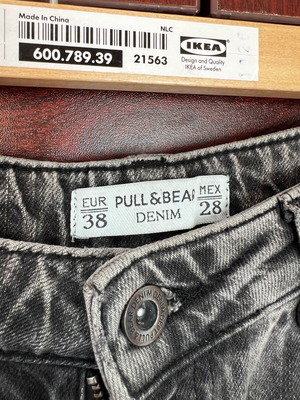 Made In China
NLC
600.789.39
21563
IKEA
Design and Quality
IKEA of Sweden
EUR
38
PULL&BEA
DENIM
MEX
28
DENIM